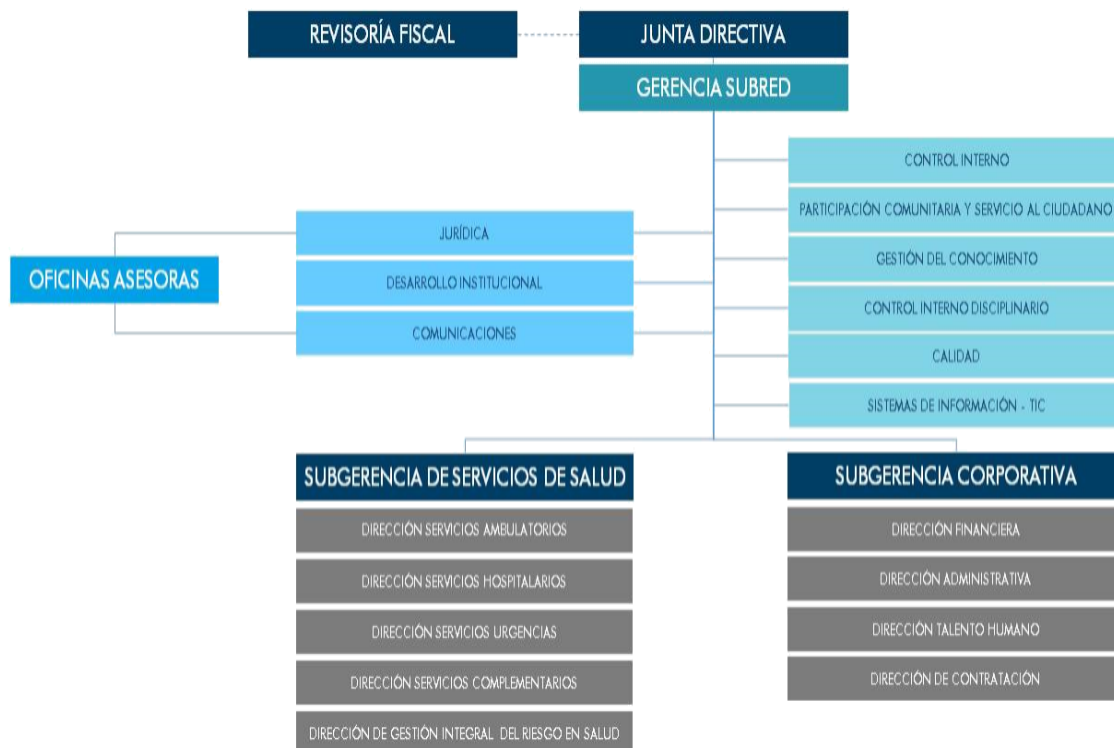 REVISORÍA FISCAL
JUNTA DIRECTIVA
GERENCIA SUBRED
CONTROL INTERNO
PARTICIPACIÓN COMUNITARIA Y SERVICIO AL CIUDADANO
GESTIÓN DEL CONOCIMIENTO
CONTROL INTERNO DISCIPLINARIO
CALIDAD
SISTEMAS DE INFORMACIÓN - TIC
OFICINAS ASESORAS
JURÍDICA
DESARROLLO INSTITUCIONAL
COMUNICACIONES
SUBGERENCIA DE SERVICIOS DE SALUD
DIRECCIÓN SERVICIOS AMBULATORIOS
DIRECCIÓN SERVICIOS HOSPITALARIOS
DIRECCIÓN SERVICIOS URGENCIAS
DIRECCIÓN SERVICIOS COMPLEMENTARIOS
DIRECCIÓN DE GESTIÓN INTEGRAL DEL RIESGO EN SALUD
SUBGERENCIA CORPORATIVA
DIRECCIÓN FINANCIERA
DIRECCIÓN ADMINISTRATIVA
DIRECCIÓN TALENTO HUMANO
DIRECCIÓN DE CONTRATACIÓN